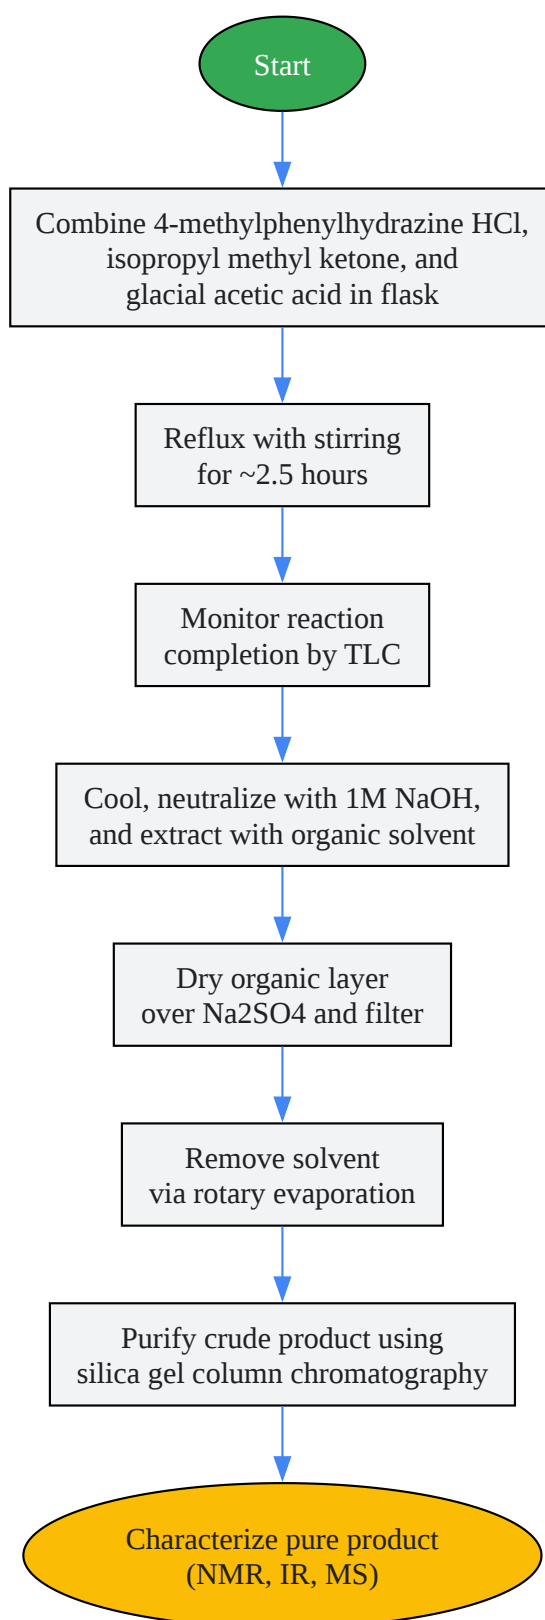 Start
Combine 4-methylphenylhydrazine HCl,
isopropyl methyl ketone, and
glacial acetic acid in flask
Reflux with stirring
for ~2.5 hours
Monitor reaction
completion by TLC
Cool, neutralize with 1M NaOH,
and extract with organic solvent
Dry organic layer
over Na2SO4 and filter
Remove solvent
via rotary evaporation
Purify crude product using
silica gel column chromatography
Characterize pure product
(NMR, IR, MS)